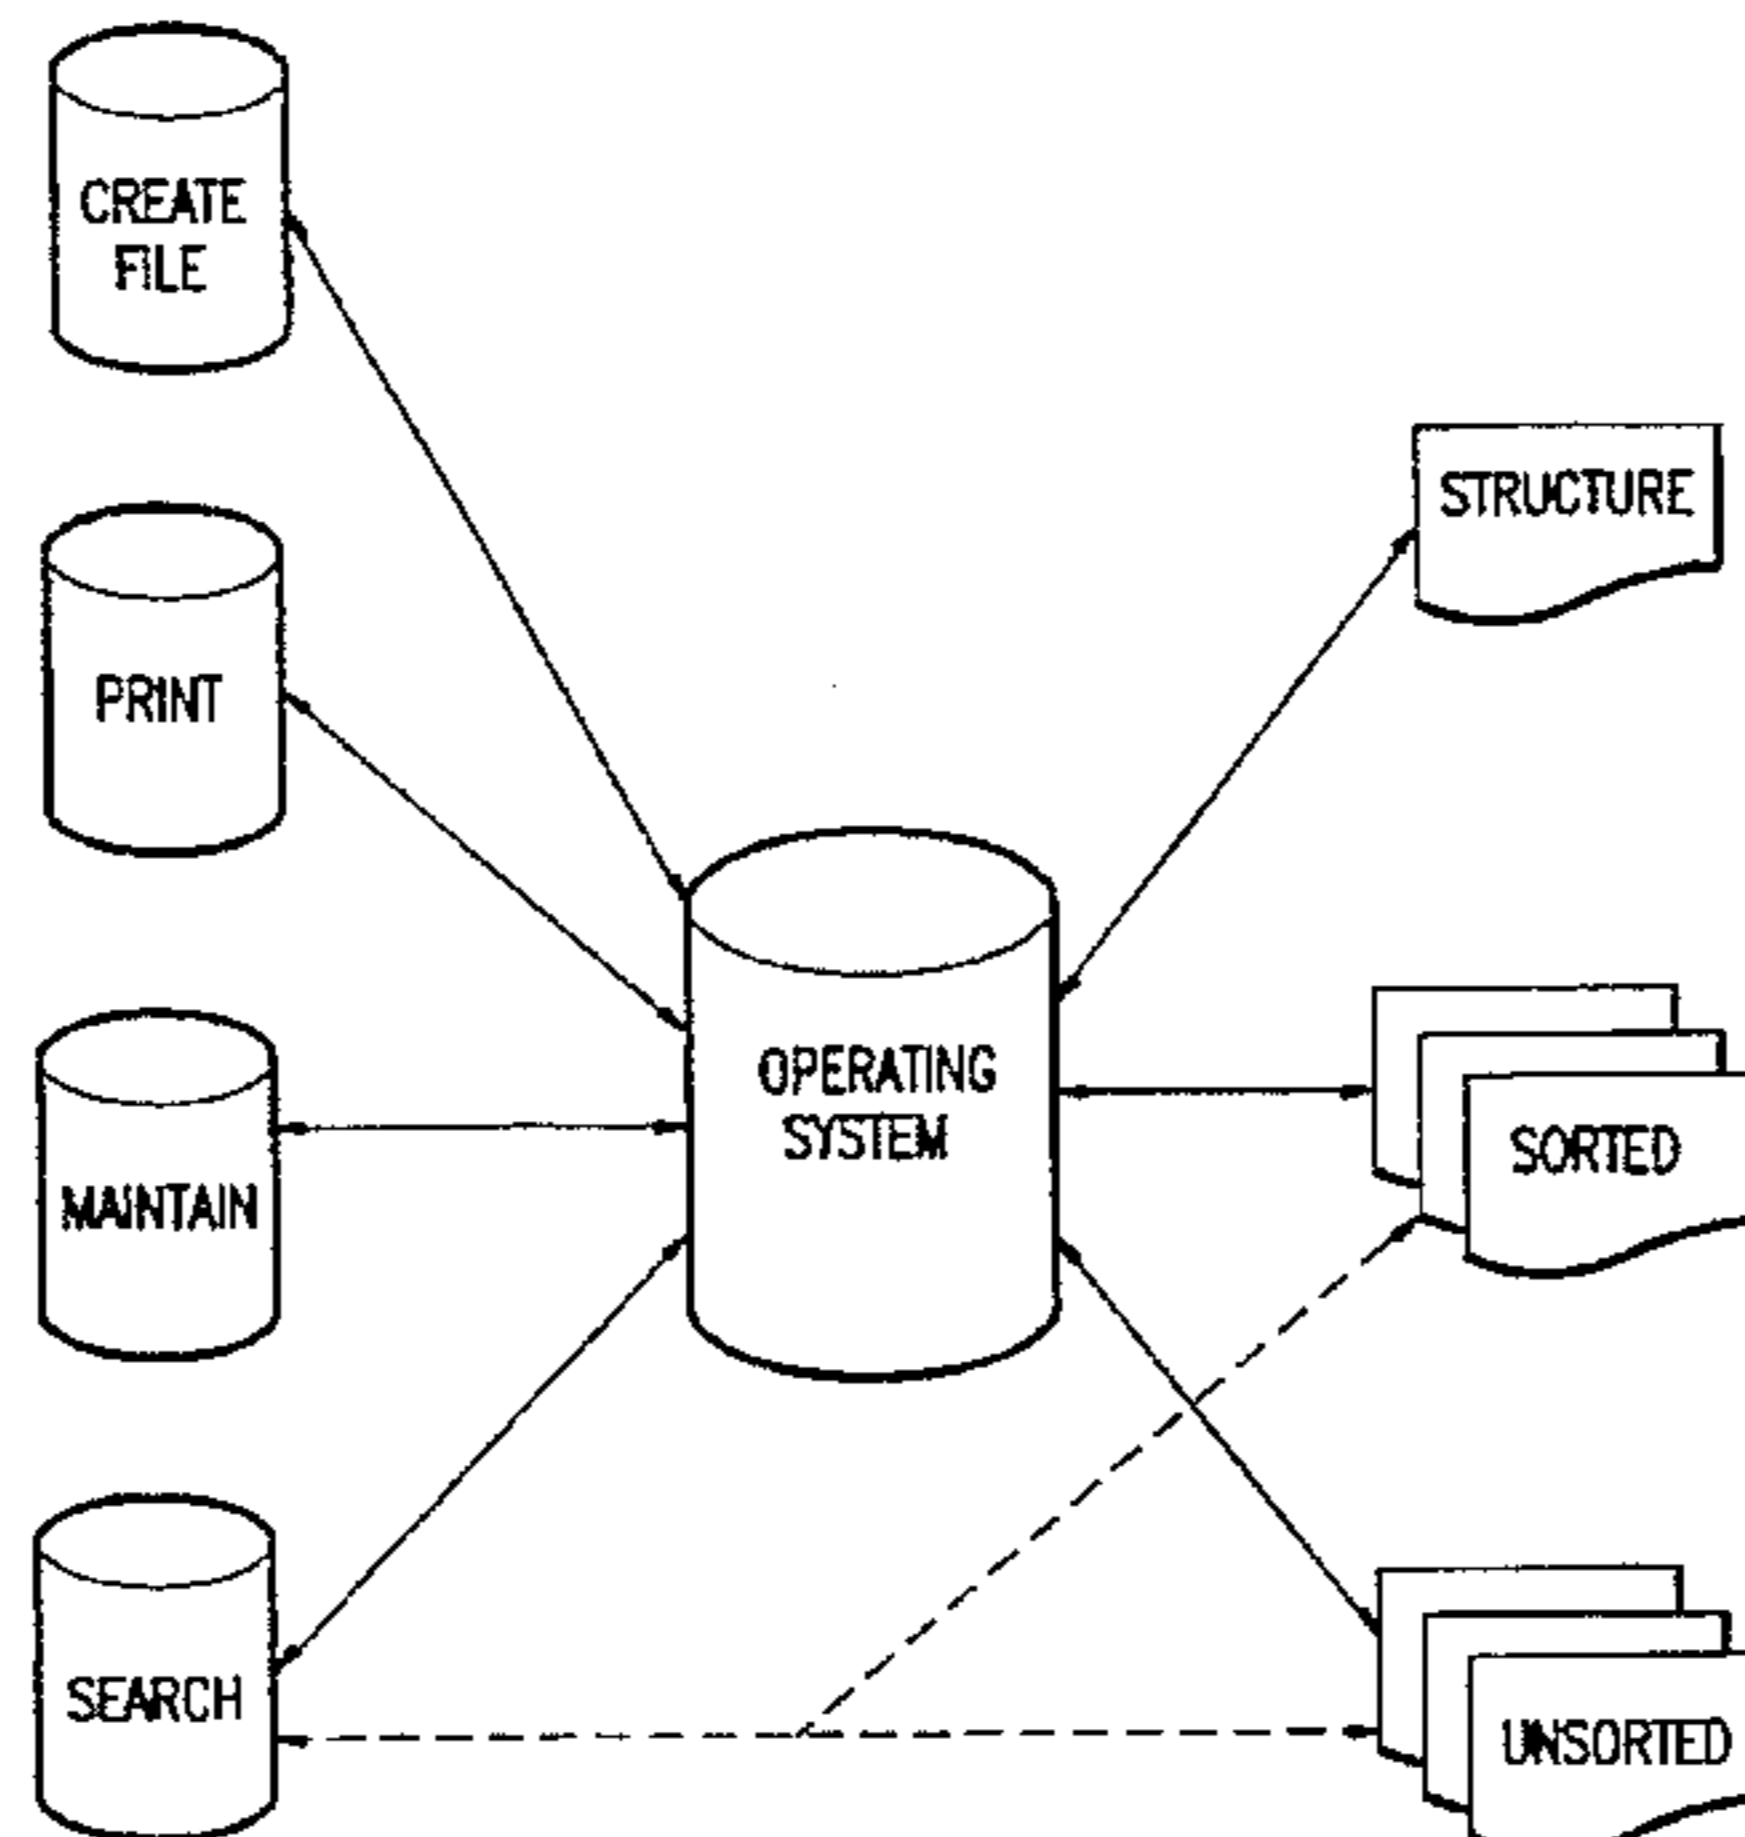 CREATE
FILE
STRUCTURE
PRINT
OPERATING
SYSTEM
SORTED
MAINTAIN
SEARCH
UNSORTED